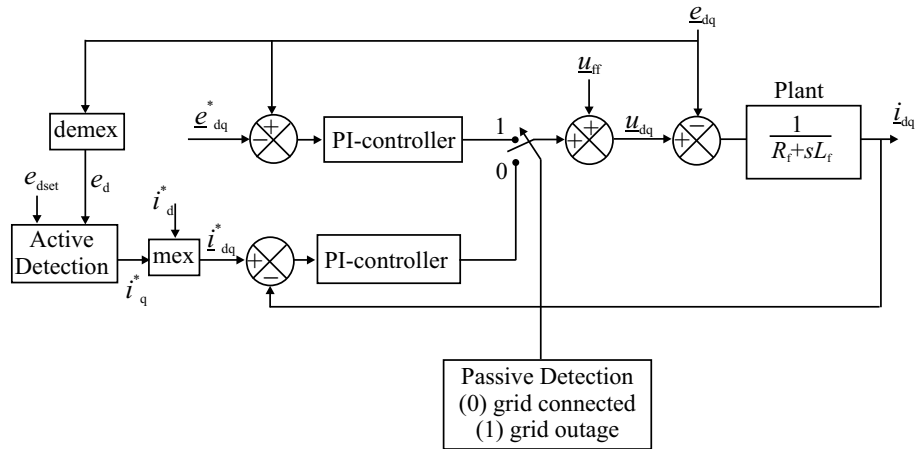 e_dq
Plant
u_ff
demex
e*_dq
+
−
PI-controller
1
+
+
u_dq
+
−
1
R_f+sL_f
i_dq
0
e_dset
e_d
i*_d
Active
Detection
i*_q
mex
i*_dq
+
−
PI-controller
Passive Detection
(0) grid connected
(1) grid outage